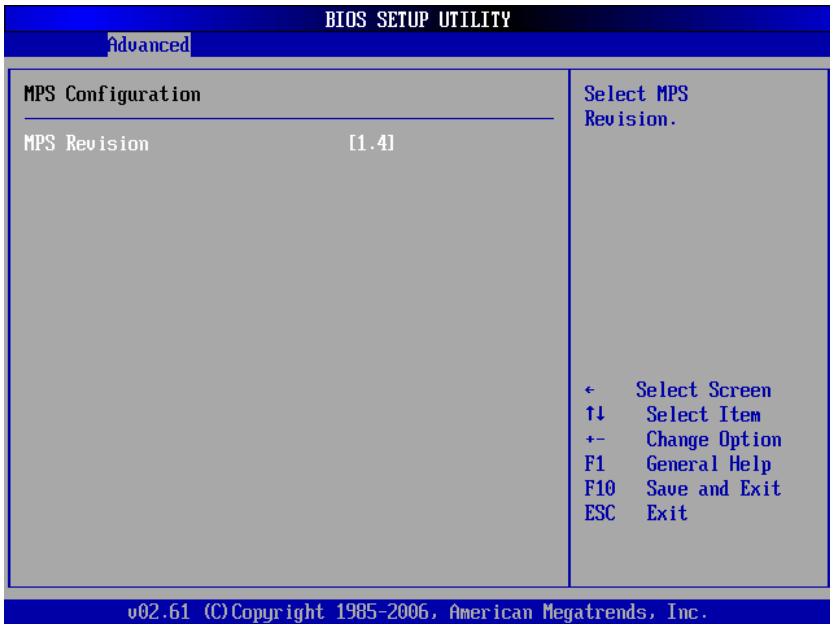 BIOS SETUP UTILITY
Advanced
MPS Configuration
MPS Revision [1.4]
Select MPS
Revision.
← Select Screen
↑↓ Select Item
+- Change Option
F1 General Help
F10 Save and Exit
ESC Exit
v02.61 (C)Copyright 1985-2006, American Megatrends, Inc.